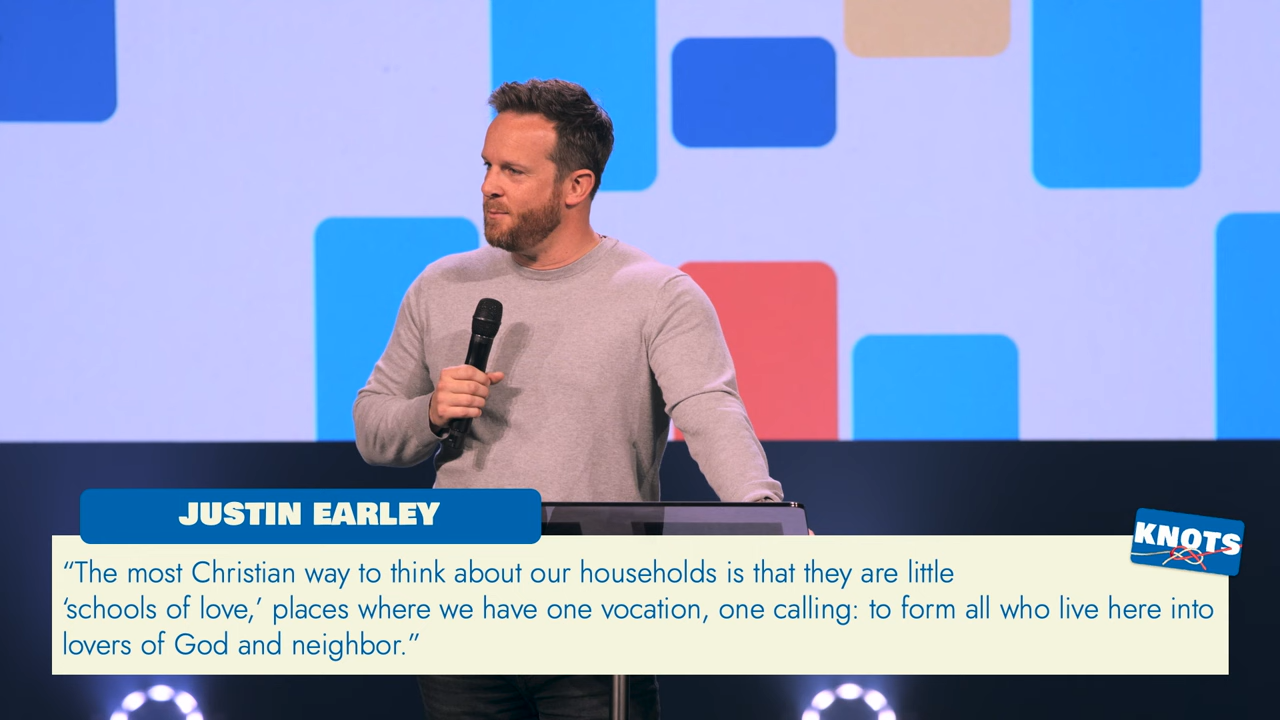 JUSTIN EARLEY
KNOTS
“The most Christian way to think about our households is that they are little
‘schools of love,’ places where we have one vocation, one calling: to form all who live here into
lovers of God and neighbor.”